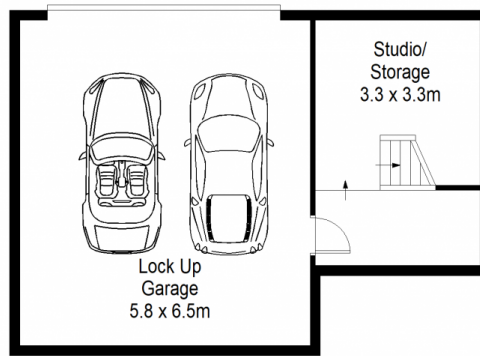 Studio/
Storage
3.3 x 3.3m
Lock Up
Garage
5.8 x 6.5m